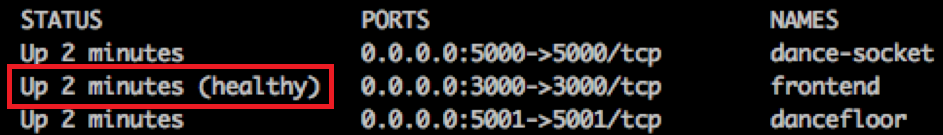 STATUS PORTS NAMES
Up 2 minutes 0.0.0.0:5000->5000/tcp dance-socket
Up 2 minutes (healthy) 0.0.0.0:3000->3000/tcp frontend
Up 2 minutes 0.0.0.0:5001->5001/tcp dancefloor